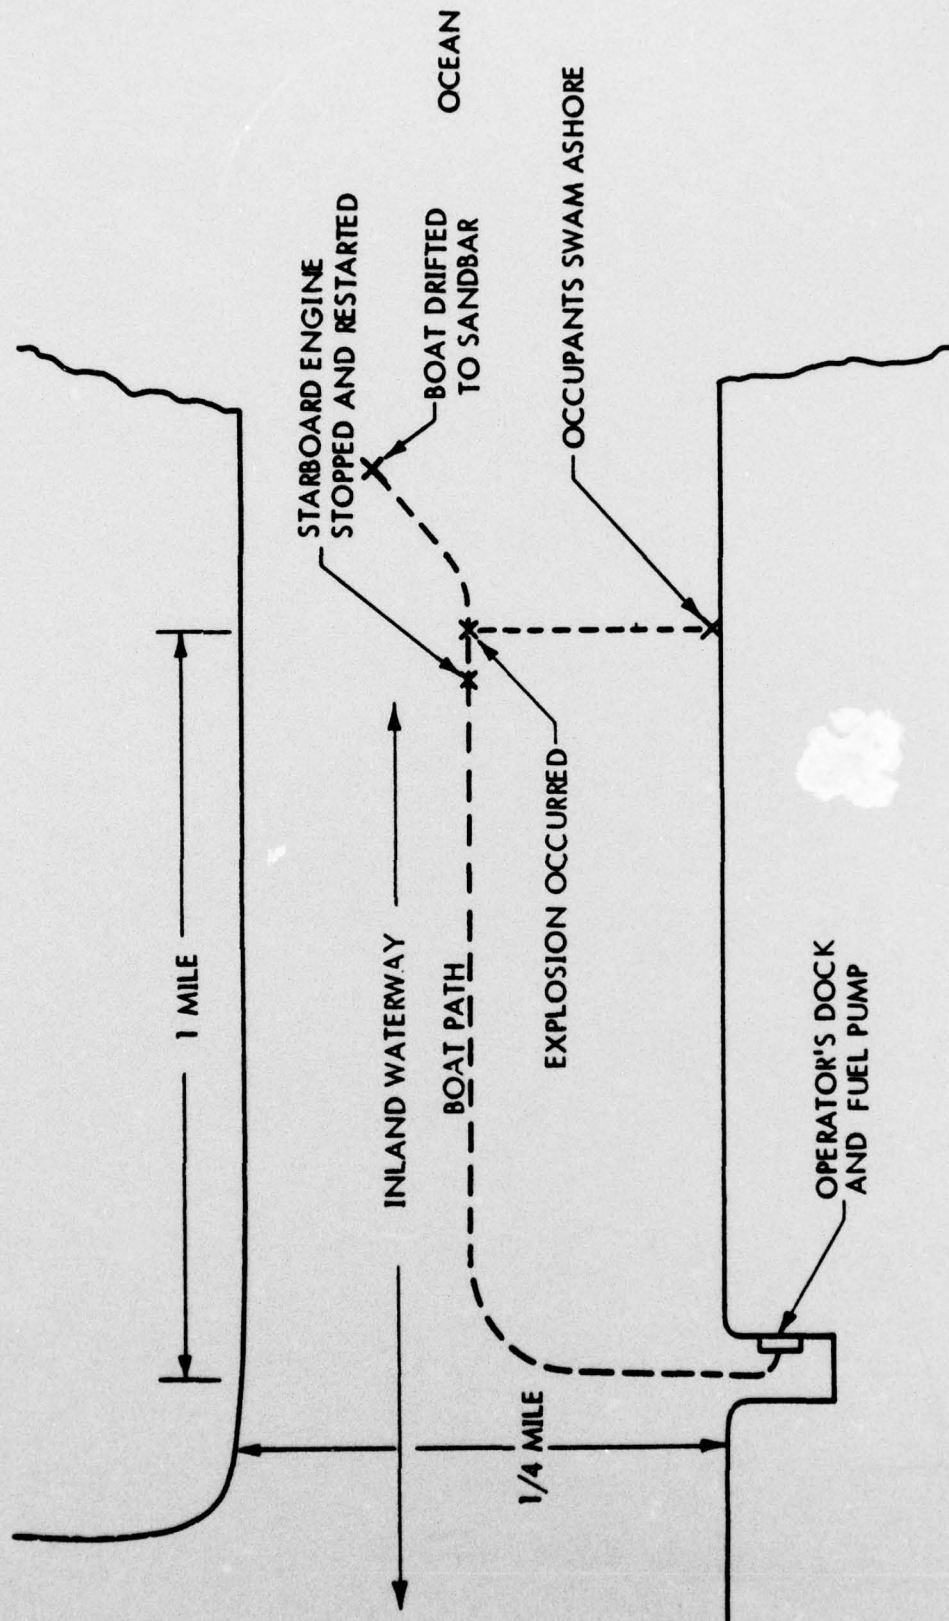 1 MILE
STARBOARD ENGINE
STOPPED AND RESTARTED
INLAND WATERWAY
BOAT PATH
BOAT DRIFTED
TO SANDBAR
OCEAN
1/4 MILE
EXPLOSION OCCURRED
OCCUPANTS SWAM ASHORE
OPERATOR'S DOCK
AND FUEL PUMP